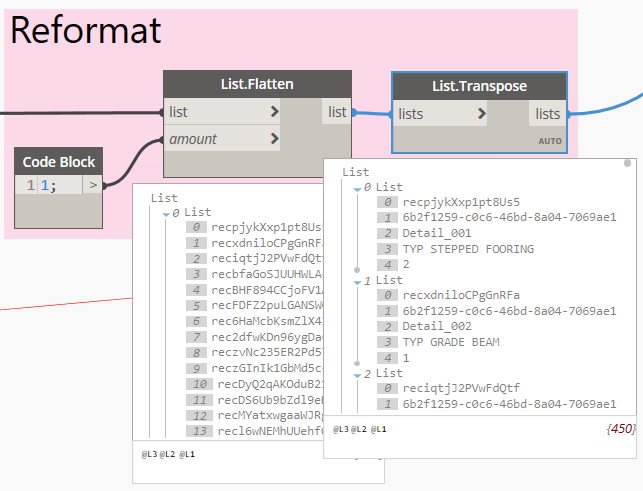 Reformat
List.Flatten
list
list
amount
Code Block
1 1;
>
List.Transpose
lists
lists
AUTO
List
0 List
0 recpjykXxp1pt8Us5
1 recxdniloCPgGnRFa
2 reciqtjJ2PVwFdQtf
3 recbfaGoSJUUHWLA
4 recBHF894CCjoFV1
5 recFDFZ2puLGANSW
6 rec6HaMcbKsmZlX4
7 rec2dfwKDn96ygDa
8 reczvNc235ER2Pd5
9 reczGInIk1GbMd5c
10 recDyQ2qAKOduB2
11 recDS6Ub9bZdl9e
12 recMYatxwgaaWJR
13 recl6wNEMhUUehf
@L3 @L2 @L1
List
0 List
0 recpjykXxp1pt8Us5
1 6b2f1259-c0c6-46bd-8a04-7069ae1
2 Detail_001
3 TYP STEPPED FOORING
4 2
1 List
0 recxdniloCPgGnRFa
1 6b2f1259-c0c6-46bd-8a04-7069ae1
2 Detail_002
3 TYP GRADE BEAM
4 1
2 List
0 reciqtjJ2PVwFdQtf
1 6b2f1259-c0c6-46bd-8a04-7069ae1
@L3 @L2 @L1
{450}